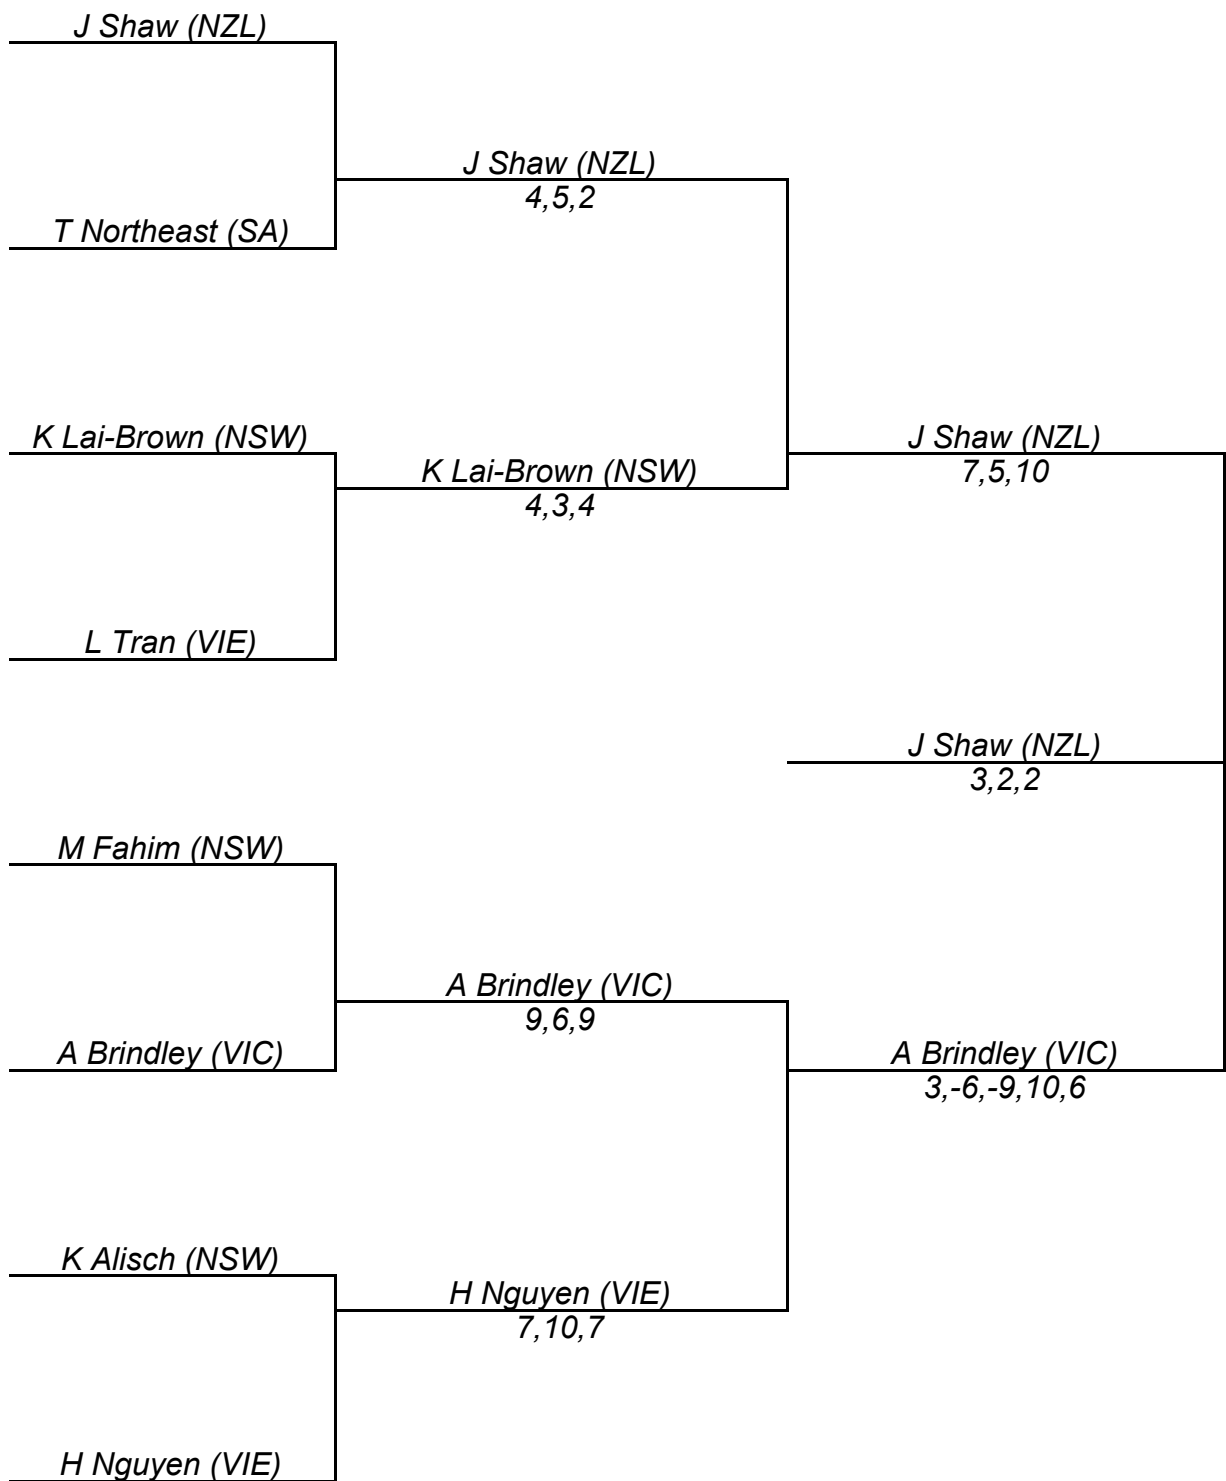 J Shaw (NZL)
J Shaw (NZL)
4,5,2
T Northeast (SA)
K Lai-Brown (NSW)
J Shaw (NZL)
7,5,10
K Lai-Brown (NSW)
4,3,4
L Tran (VIE)
J Shaw (NZL)
3,2,2
M Fahim (NSW)
A Brindley (VIC)
9,6,9
A Brindley (VIC)
A Brindley (VIC)
3,-6,-9,10,6
K Alisch (NSW)
H Nguyen (VIE)
7,10,7
H Nguyen (VIE)